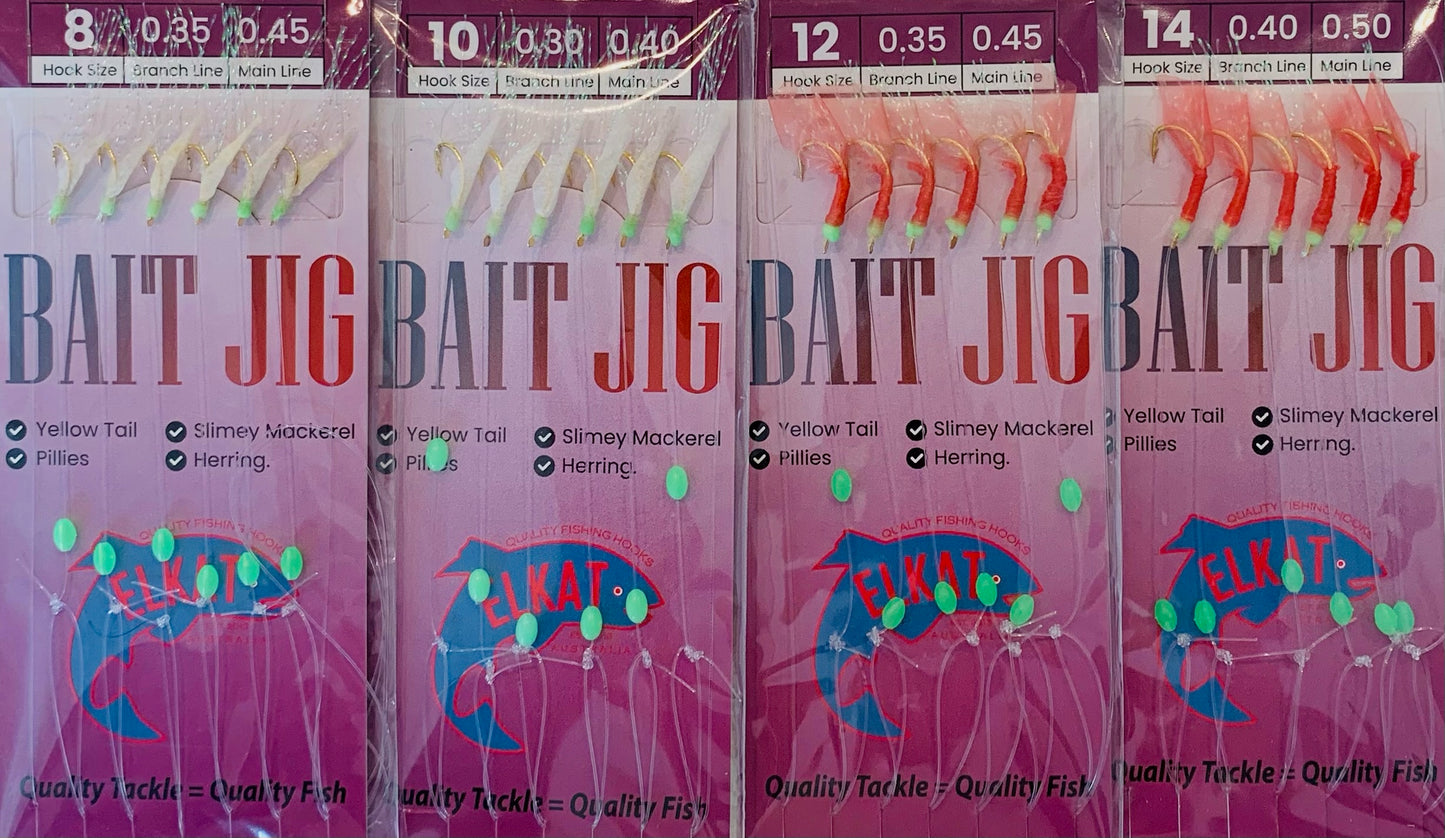 8 0.35 0.45
Hook Size Branch Line Main Line
BAIT JIG
Yellow Tail Slimey Mackerel
Pillies Herring.
QUALITY FISHING HOOKS
ELKAT
AUSTRALIA
Quality Tackle = Quality Fish
10 0.30 0.40
Hook Size Branch Line Main Line
BAIT JIG
Yellow Tail Slimey Mackerel
Pillies Herring.
QUALITY FISHING HOOKS
ELKAT
AUSTRALIA
Quality Tackle = Quality Fish
12 0.35 0.45
Hook Size Branch Line Main Line
BAIT JIG
Yellow Tail Slimey Mackerel
Pillies Herring.
QUALITY FISHING HOOKS
ELKAT
AUSTRALIA
Quality Tackle = Quality Fish
14 0.40 0.50
Hook Size Branch Line Main Line
BAIT JIG
Yellow Tail Slimey Mackerel
Pillies Herring.
QUALITY FISHING HOOKS
ELKAT
Quality Tackle = Quality Fish